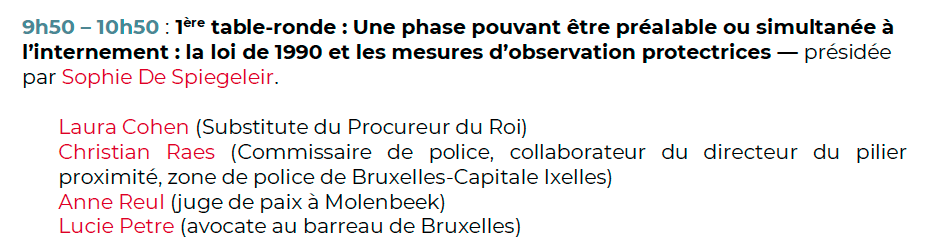 9h50 – 10h50 : 1ère table-ronde : Une phase pouvant être préalable ou simultanée à
l’internement : la loi de 1990 et les mesures d’observation protectrices — présidée
par Sophie De Spiegeleir.
Laura Cohen (Substitute du Procureur du Roi)
Christian Raes (Commissaire de police, collaborateur du directeur du pilier
proximité, zone de police de Bruxelles-Capitale Ixelles)
Anne Reul (juge de paix à Molenbeek)
Lucie Petre (avocate au barreau de Bruxelles)